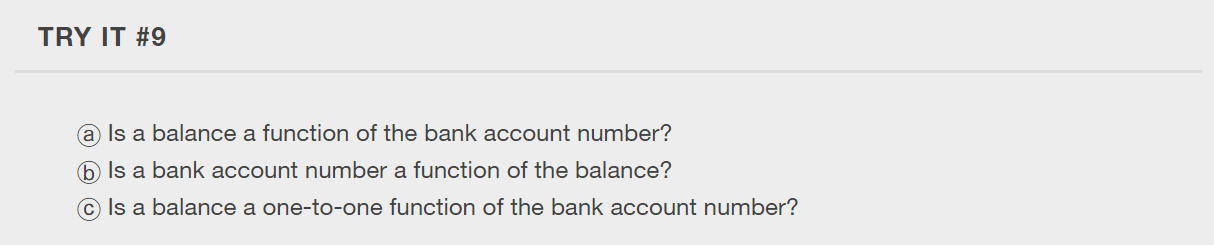 TRY IT #9
ⓐ Is a balance a function of the bank account number?
ⓑ Is a bank account number a function of the balance?
ⓒ Is a balance a one-to-one function of the bank account number?